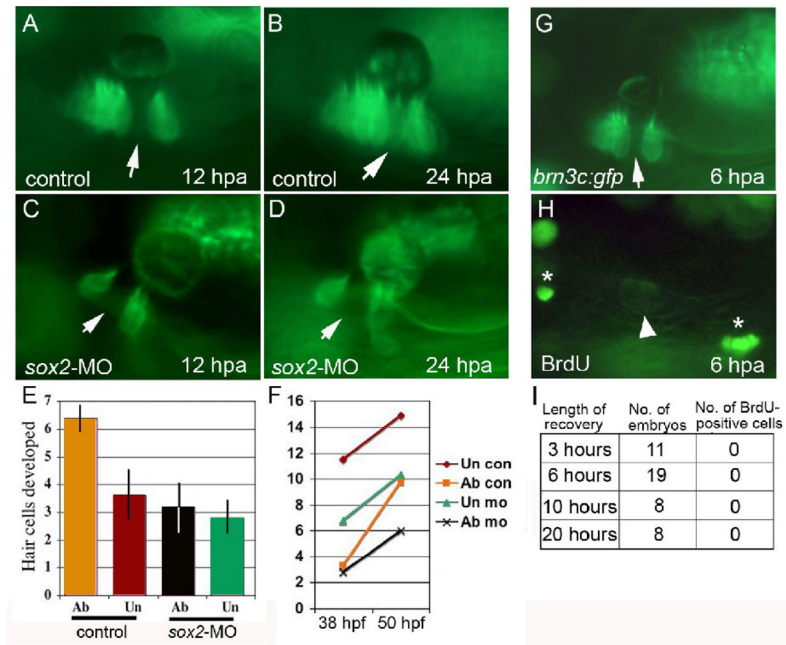 A
control
12 hpa
B
control
24 hpa
G
brn3c:gfp
6 hpa
C
sox2-MO
12 hpa
D
sox2-MO
24 hpa
H
*
*
BrdU
6 hpa
E
Hair cells developed
7
6
5
4
3
2
1
0
Ab
Un
Ab
Un
control
sox2-MO
F
16
14
12
10
8
6
4
2
0
38 hpf
50 hpf
Un con
Ab con
Un mo
Ab mo
I
Length of recovery
No. of embryos
No. of BrdU-positive cells
3 hours 11 0
6 hours 19 0
10 hours 8 0
20 hours 8 0